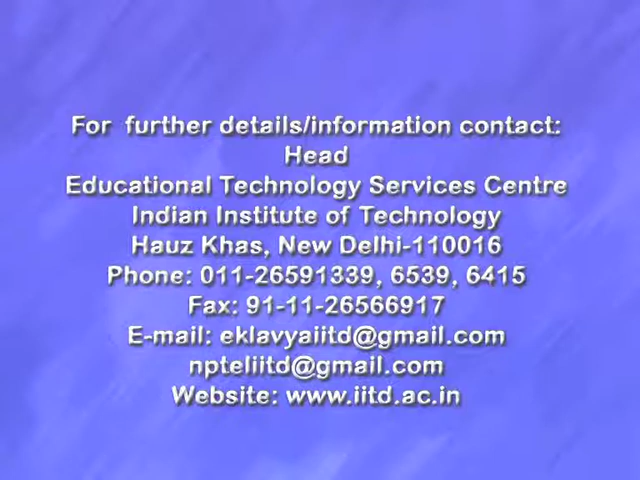 For further details/information contact:
Head
Educational Technology Services Centre
Indian Institute of Technology
Hauz Khas, New Delhi-110016
Phone: 011-26591339, 6539, 6415
Fax: 91-11-26566917
E-mail: eklavyaiitd@gmail.com
npteliitd@gmail.com
Website: www.iitd.ac.in